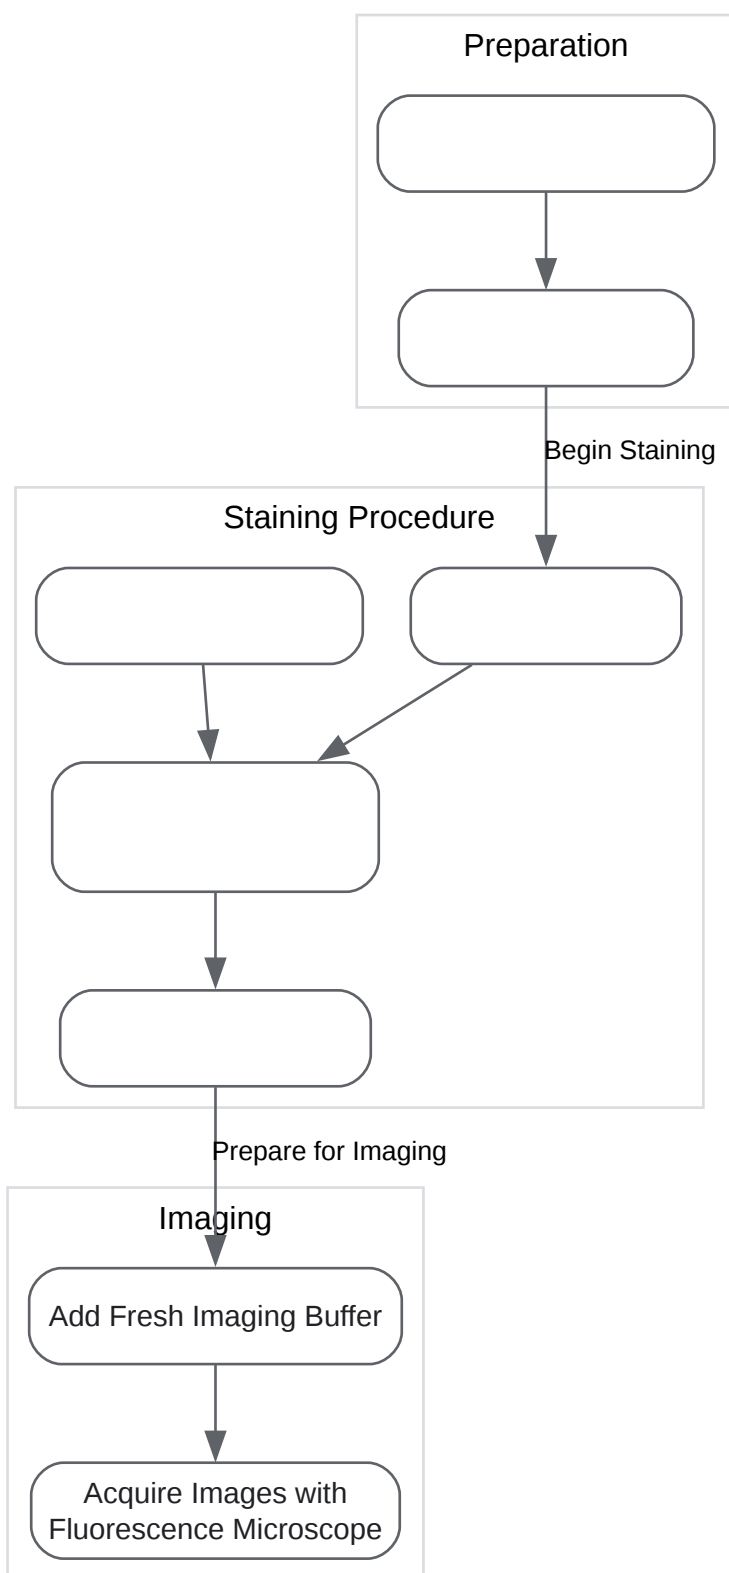 Preparation
Begin Staining
Staining Procedure
Prepare for Imaging
Imaging
Add Fresh Imaging Buffer
Acquire Images with
Fluorescence Microscope